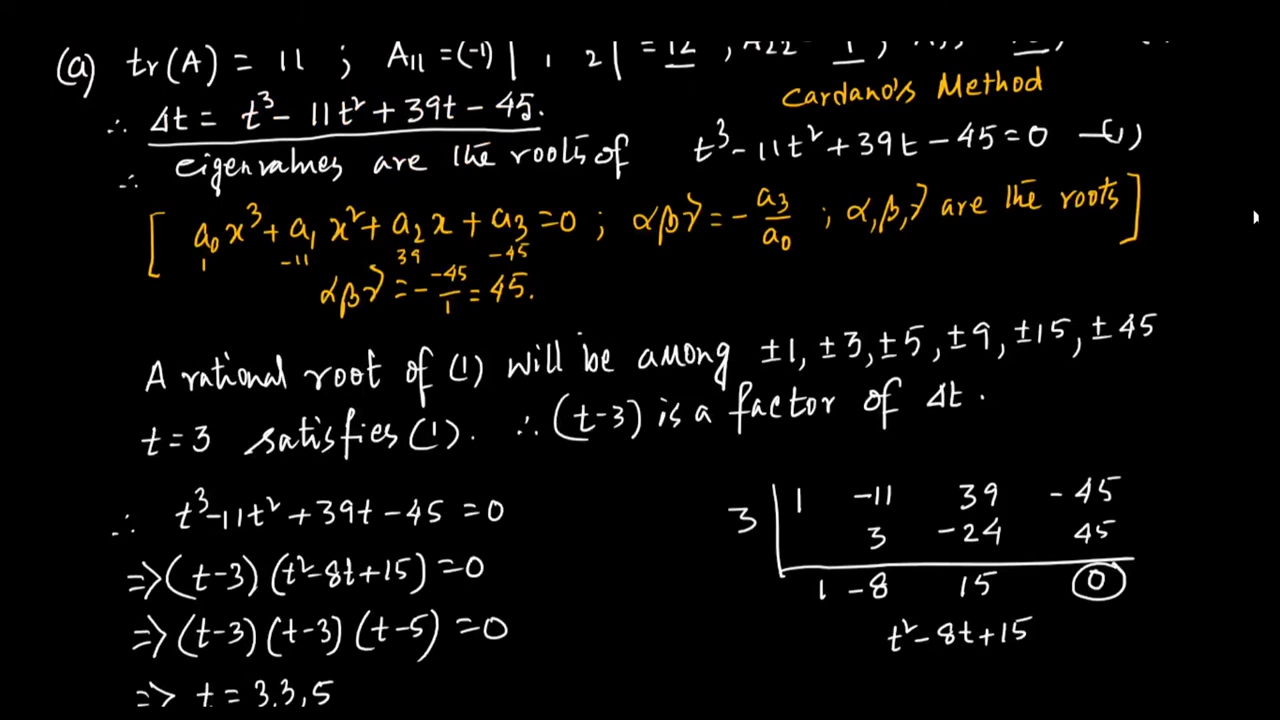 (a) tr(A) = 11 ; A₁₁ = (-1) | 1 2 | = 12 , A₂₂ = 1 ;
Cardano's Method
∴ Δt = t³ - 11t² + 39t - 45.
∴ eigenvalues are the roots of t³ - 11t² + 39t - 45 = 0 —(1)
[ a₀x³ + a₁x² + a₂x + a₃ = 0 ; αβγ = - a₃/a₀ ; α,β,γ are the roots ]
1 -11 39 -45
αβγ = - -45/1 = 45.
A rational root of (1) will be among ±1, ±3, ±5, ±9, ±15, ±45
t = 3 satisfies (1). ∴ (t-3) is a factor of Δt.
∴ t³ - 11t² + 39t - 45 = 0
=> (t-3) (t² - 8t + 15) = 0
=> (t-3) (t-3) (t-5) = 0
=> t = 3,3,5
3 | 1 -11 39 -45
3 -24 45
1 -8 15 0
t² - 8t + 15